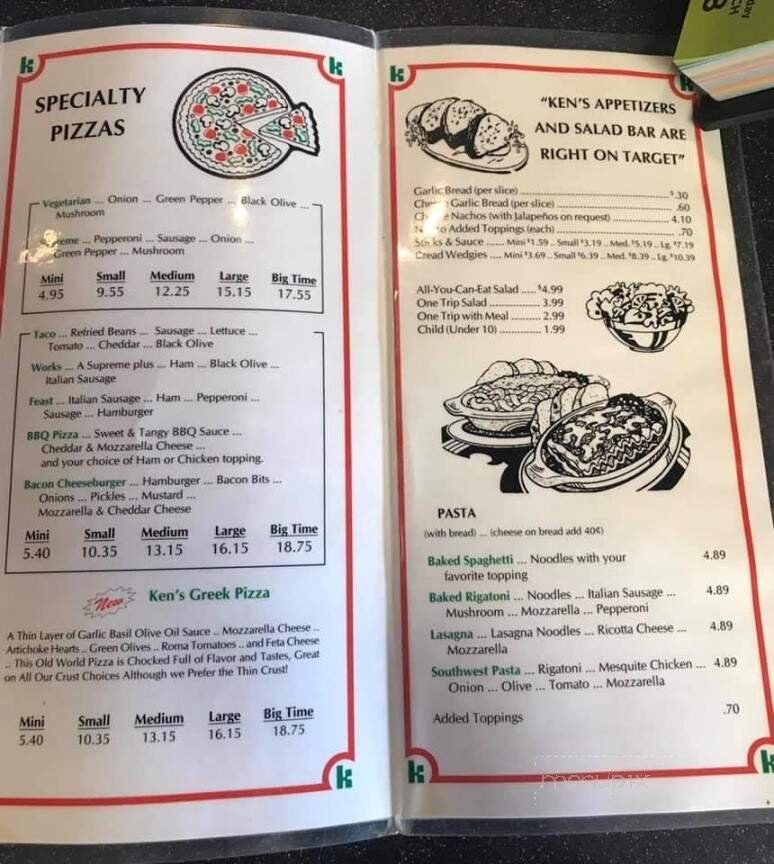 SPECIALTY
PIZZAS
Vegetarian ... Onion ... Green Pepper ... Black Olive ...
Mushroom
... Pepperoni ... Sausage ... Onion ...
Green Pepper ... Mushroom
Mini Small Medium Large Big Time
4.95 9.55 12.25 15.15 17.55
Taco ... Refried Beans ... Sausage ... Lettuce ...
Tomato ... Cheddar ... Black Olive
Works ... A Supreme plus ... Ham ... Black Olive ...
Italian Sausage
Feast ... Italian Sausage ... Ham ... Pepperoni ...
Sausage ... Hamburger
BBQ Pizza ... Sweet & Tangy BBQ Sauce ...
Cheddar & Mozzarella Cheese ...
and your choice of Ham or Chicken topping.
Bacon Cheeseburger ... Hamburger ... Bacon Bits ...
Onions ... Pickles ... Mustard ...
Mozzarella & Cheddar Cheese
Mini Small Medium Large Big Time
5.40 10.35 13.15 16.15 18.75
New Ken's Greek Pizza
A Thin Layer of Garlic Basil Olive Oil Sauce .. Mozzarella Cheese ..
Artichoke Hearts .. Green Olives .. Roma Tomatoes .. and Feta Cheese
.. This Old World Pizza is Chocked Full of Flavor and Tastes, Great
on All Our Crust Choices Although we Prefer the Thin Crust!
Mini Small Medium Large Big Time
5.40 10.35 13.15 16.15 18.75
"KEN'S APPETIZERS
AND SALAD BAR ARE
RIGHT ON TARGET"
Garlic Bread (per slice) ... $.30
Garlic Bread (per slice) ... .60
Nachos (with Jalapeños on request) ... 4.10
Added Toppings (each) ... .70
Sticks & Sauce ...... Mini $1.59 .. Small $3.19 .. Med. $5.19 .. Lg. $7.19
Cread Wedgies .... Mini $3.69 .. Small $6.39 .. Med. $8.39 .. Lg. $10.39
All-You-Can-Eat Salad ..... $4.99
One Trip Salad ... 3.99
One Trip with Meal ... 2.99
Child (Under 10) ... 1.99
PASTA
(with bread) ... (cheese on bread add 40¢)
Baked Spaghetti ... Noodles with your 4.89
favorite topping
Baked Rigatoni ... Noodles ... Italian Sausage ... 4.89
Mushroom ... Mozzarella ... Pepperoni
Lasagna ... Lasagna Noodles ... Ricotta Cheese ... 4.89
Mozzarella
Southwest Pasta ... Rigatoni ... Mesquite Chicken ... 4.89
Onion ... Olive ... Tomato ... Mozzarella
Added Toppings .70